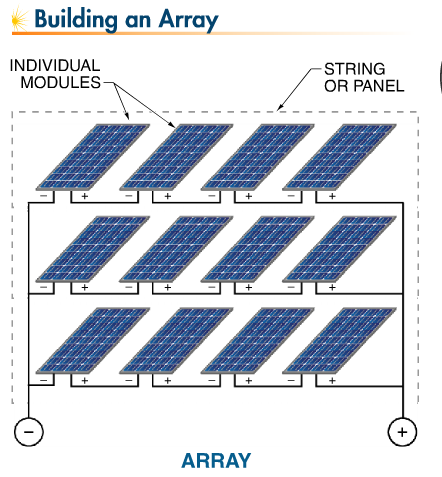 Building an Array
INDIVIDUAL
MODULES
STRING
OR PANEL
− + − + − + − +
− + − + − + − +
− + − + − + − +
− +
ARRAY